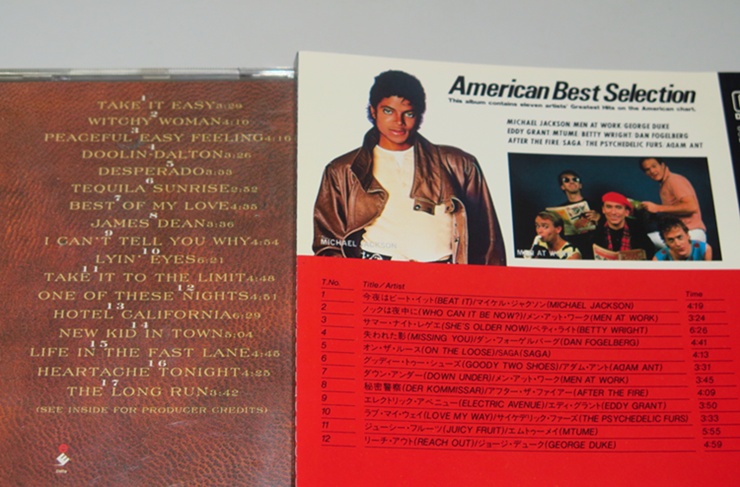 1
TAKE IT EASY 3:29
2
WITCHY WOMAN 4:10
3
PEACEFUL EASY FEELING 4:16
4
DOOLIN-DALTON 3:26
5
DESPERADO 3:33
6
TEQUILA SUNRISE 2:52
7
BEST OF MY LOVE 4:35
8
JAMES DEAN 3:36
9
I CAN'T TELL YOU WHY 4:54
10
LYIN' EYES 6:21
11
TAKE IT TO THE LIMIT 4:48
12
ONE OF THESE NIGHTS 4:51
13
HOTEL CALIFORNIA 6:29
14
NEW KID IN TOWN 5:04
15
LIFE IN THE FAST LANE 4:45
16
HEARTACHE TONIGHT 4:25
17
THE LONG RUN 3:42
(SEE INSIDE FOR PRODUCER CREDITS)
American Best Selection
This album contains eleven artists' Greatest Hits on the American chart.
MICHAEL JACKSON·MEN AT WORK·GEORGE DUKE
EDDY GRANT·MTUME·BETTY WRIGHT·DAN FOGELBERG
AFTER THE FIRE·SAGA·THE PSYCHEDELIC FURS·ADAM ANT
MICHAEL JACKSON
MEN AT WORK
T.No. Title/Artist Time
1 今夜はビート・イット(BEAT IT)/マイケル・ジャクソン(MICHAEL JACKSON) 4:19
2 ノックは夜中に(WHO CAN IT BE NOW?)/メン・アット・ワーク(MEN AT WORK) 3:24
3 サマー・ナイト・レゲエ(SHE'S OLDER NOW)/ベティ・ライト(BETTY WRIGHT) 6:26
4 失われた影(MISSING YOU)/ダン・フォーゲルバーグ(DAN FOGELBERG) 4:41
5 オン・ザ・ルース(ON THE LOOSE)/SAGA(SAGA) 4:13
6 グッディー・トゥー・シューズ(GOODY TWO SHOES)/アダム・アント(ADAM ANT) 3:31
7 ダウン・アンダー(DOWN UNDER)/メン・アット・ワーク(MEN AT WORK) 3:45
8 秘密警察(DER KOMMISSAR)/アフター・ザ・ファイアー(AFTER THE FIRE) 4:09
9 エレクトリック・アベニュー(ELECTRIC AVENUE)/エディ・グラント(EDDY GRANT) 3:50
10 ラブ・マイ・ウェイ(LOVE MY WAY)/サイケデリック・ファーズ(THE PSYCHEDELIC FURS) 3:33
11 ジューシー・フルーツ(JUICY FRUIT)/エムトゥーメイ(MTUME) 5:55
12 リーチ・アウト(REACH OUT)/ジョージ・デューク(GEORGE DUKE) 4:59